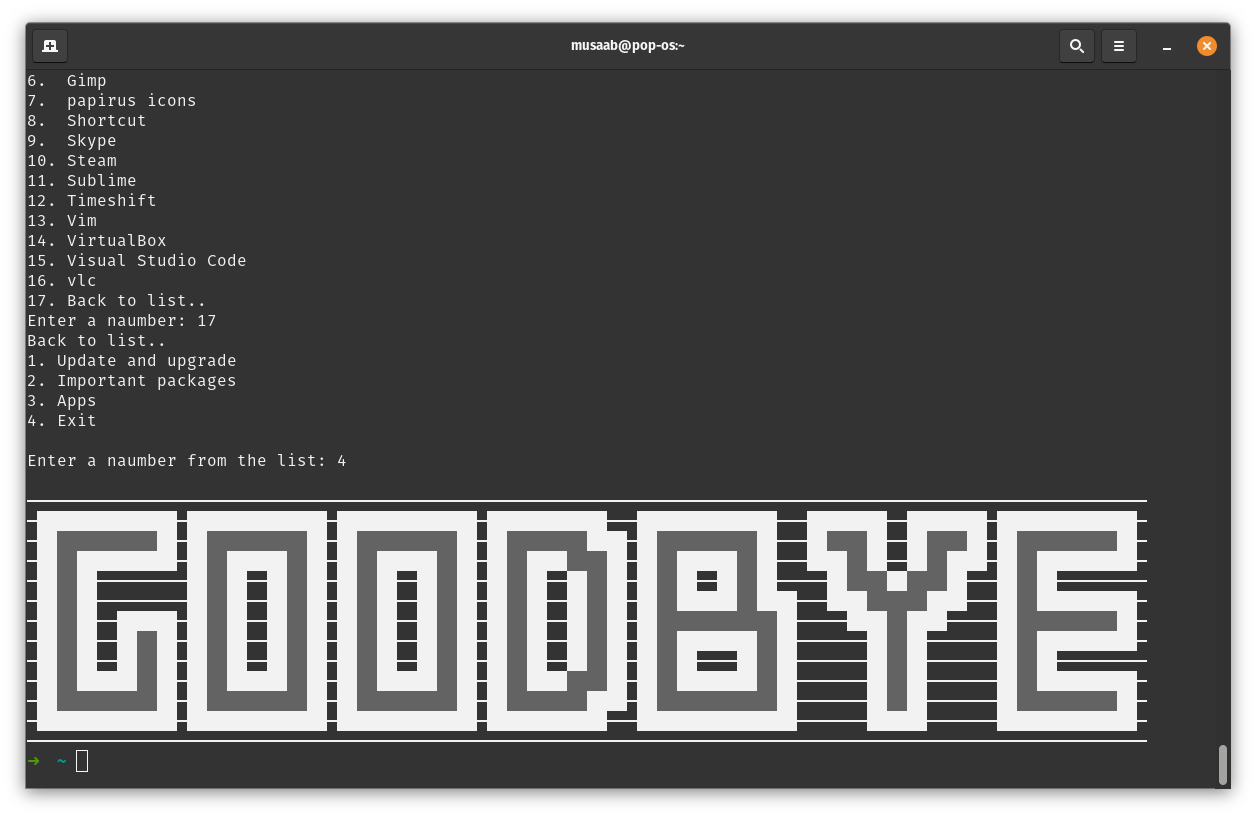 musaab@pop-os:~
6.  Gimp
7.  papirus icons
8.  Shortcut
9.  Skype
10. Steam
11. Sublime
12. Timeshift
13. Vim
14. VirtualBox
15. Visual Studio Code
16. vlc
17. Back to list..
Enter a naumber: 17
Back to list..
1. Update and upgrade
2. Important packages
3. Apps
4. Exit
Enter a naumber from the list: 4
GOODBYE
➜ ~